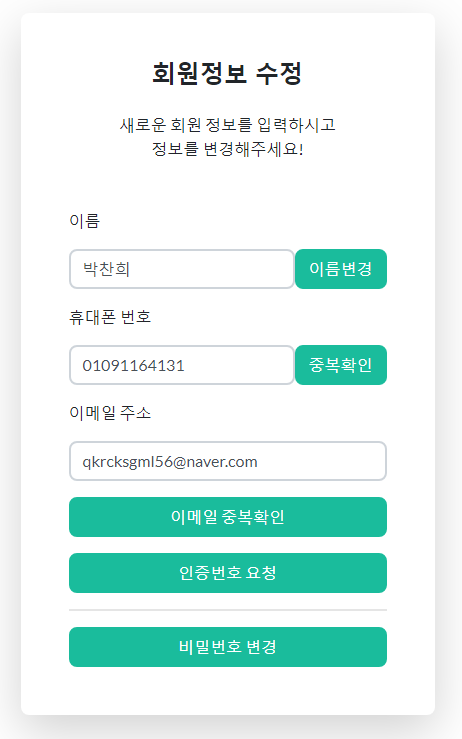 회원정보 수정
새로운 회원 정보를 입력하시고
정보를 변경해주세요!
이름
박찬희 이름변경
휴대폰 번호
01091164131 중복확인
이메일 주소
qkrcksgml56@naver.com
이메일 중복확인
인증번호 요청
비밀번호 변경